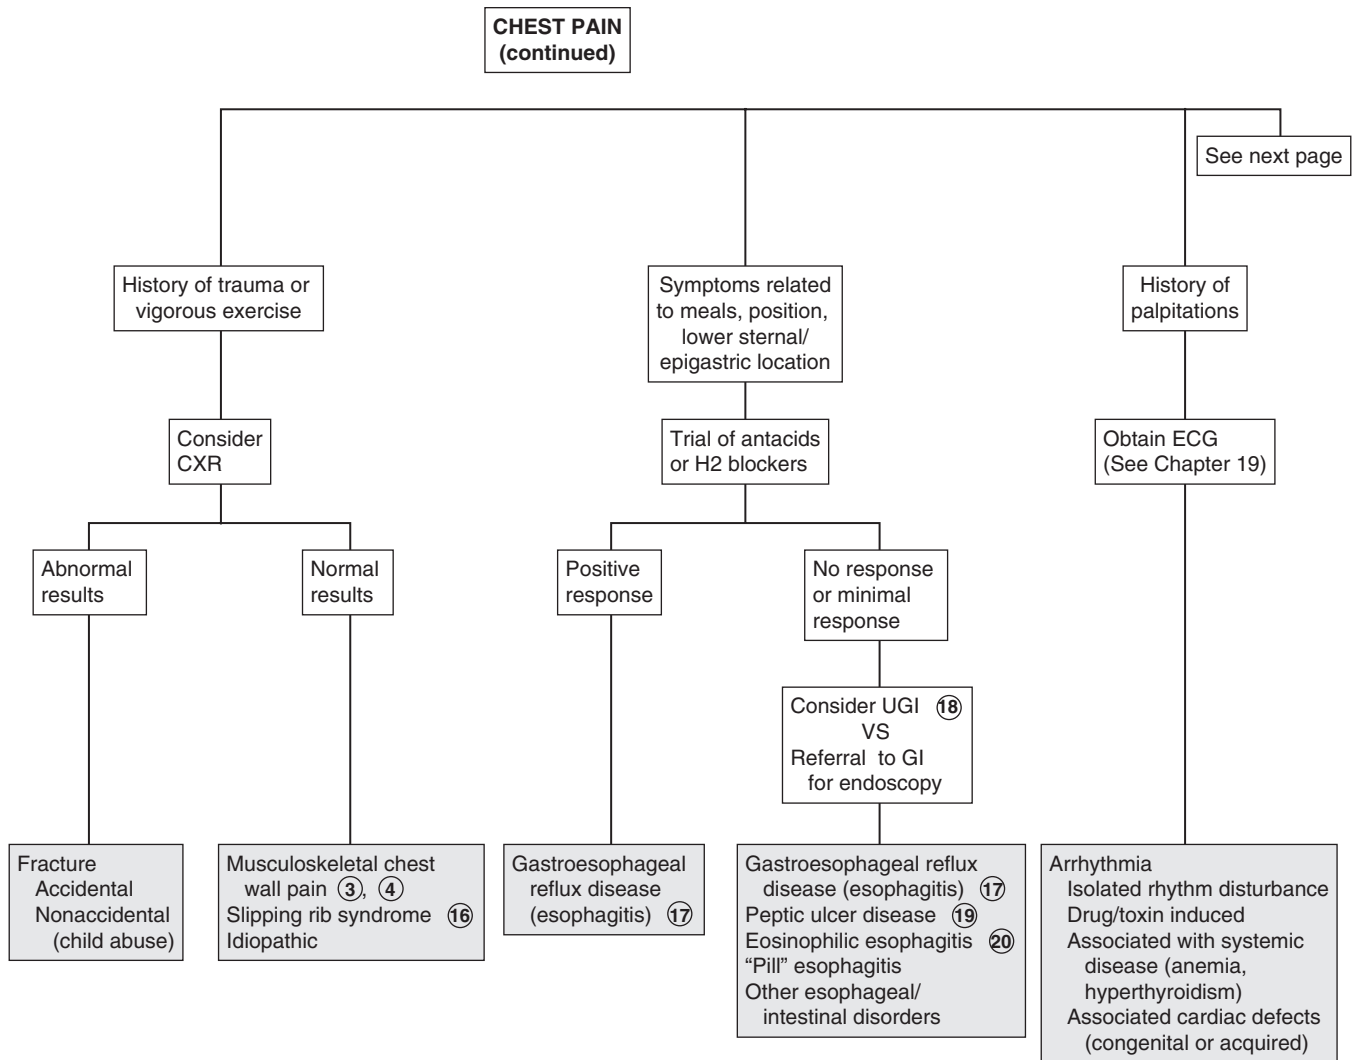 CHEST PAIN
(continued)
See next page
History of trauma or
vigorous exercise
Symptoms related
to meals, position,
lower sternal/
epigastric location
History of
palpitations
Consider
CXR
Trial of antacids
or H2 blockers
Obtain ECG
(See Chapter 19)
Abnormal
results
Normal
results
Positive
response
No response
or minimal
response
Consider UGI 18
VS
Referral to GI
for endoscopy
Fracture
Accidental
Nonaccidental
(child abuse)
Musculoskeletal chest
wall pain 3, 4
Slipping rib syndrome 16
Idiopathic
Gastroesophageal
reflux disease
(esophagitis) 17
Gastroesophageal reflux
disease (esophagitis) 17
Peptic ulcer disease 19
Eosinophilic esophagitis 20
“Pill” esophagitis
Other esophageal/
intestinal disorders
Arrhythmia
Isolated rhythm disturbance
Drug/toxin induced
Associated with systemic
disease (anemia,
hyperthyroidism)
Associated cardiac defects
(congenital or acquired)